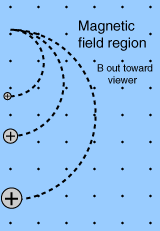 Magnetic
field region
B out toward
viewer
+
+
+